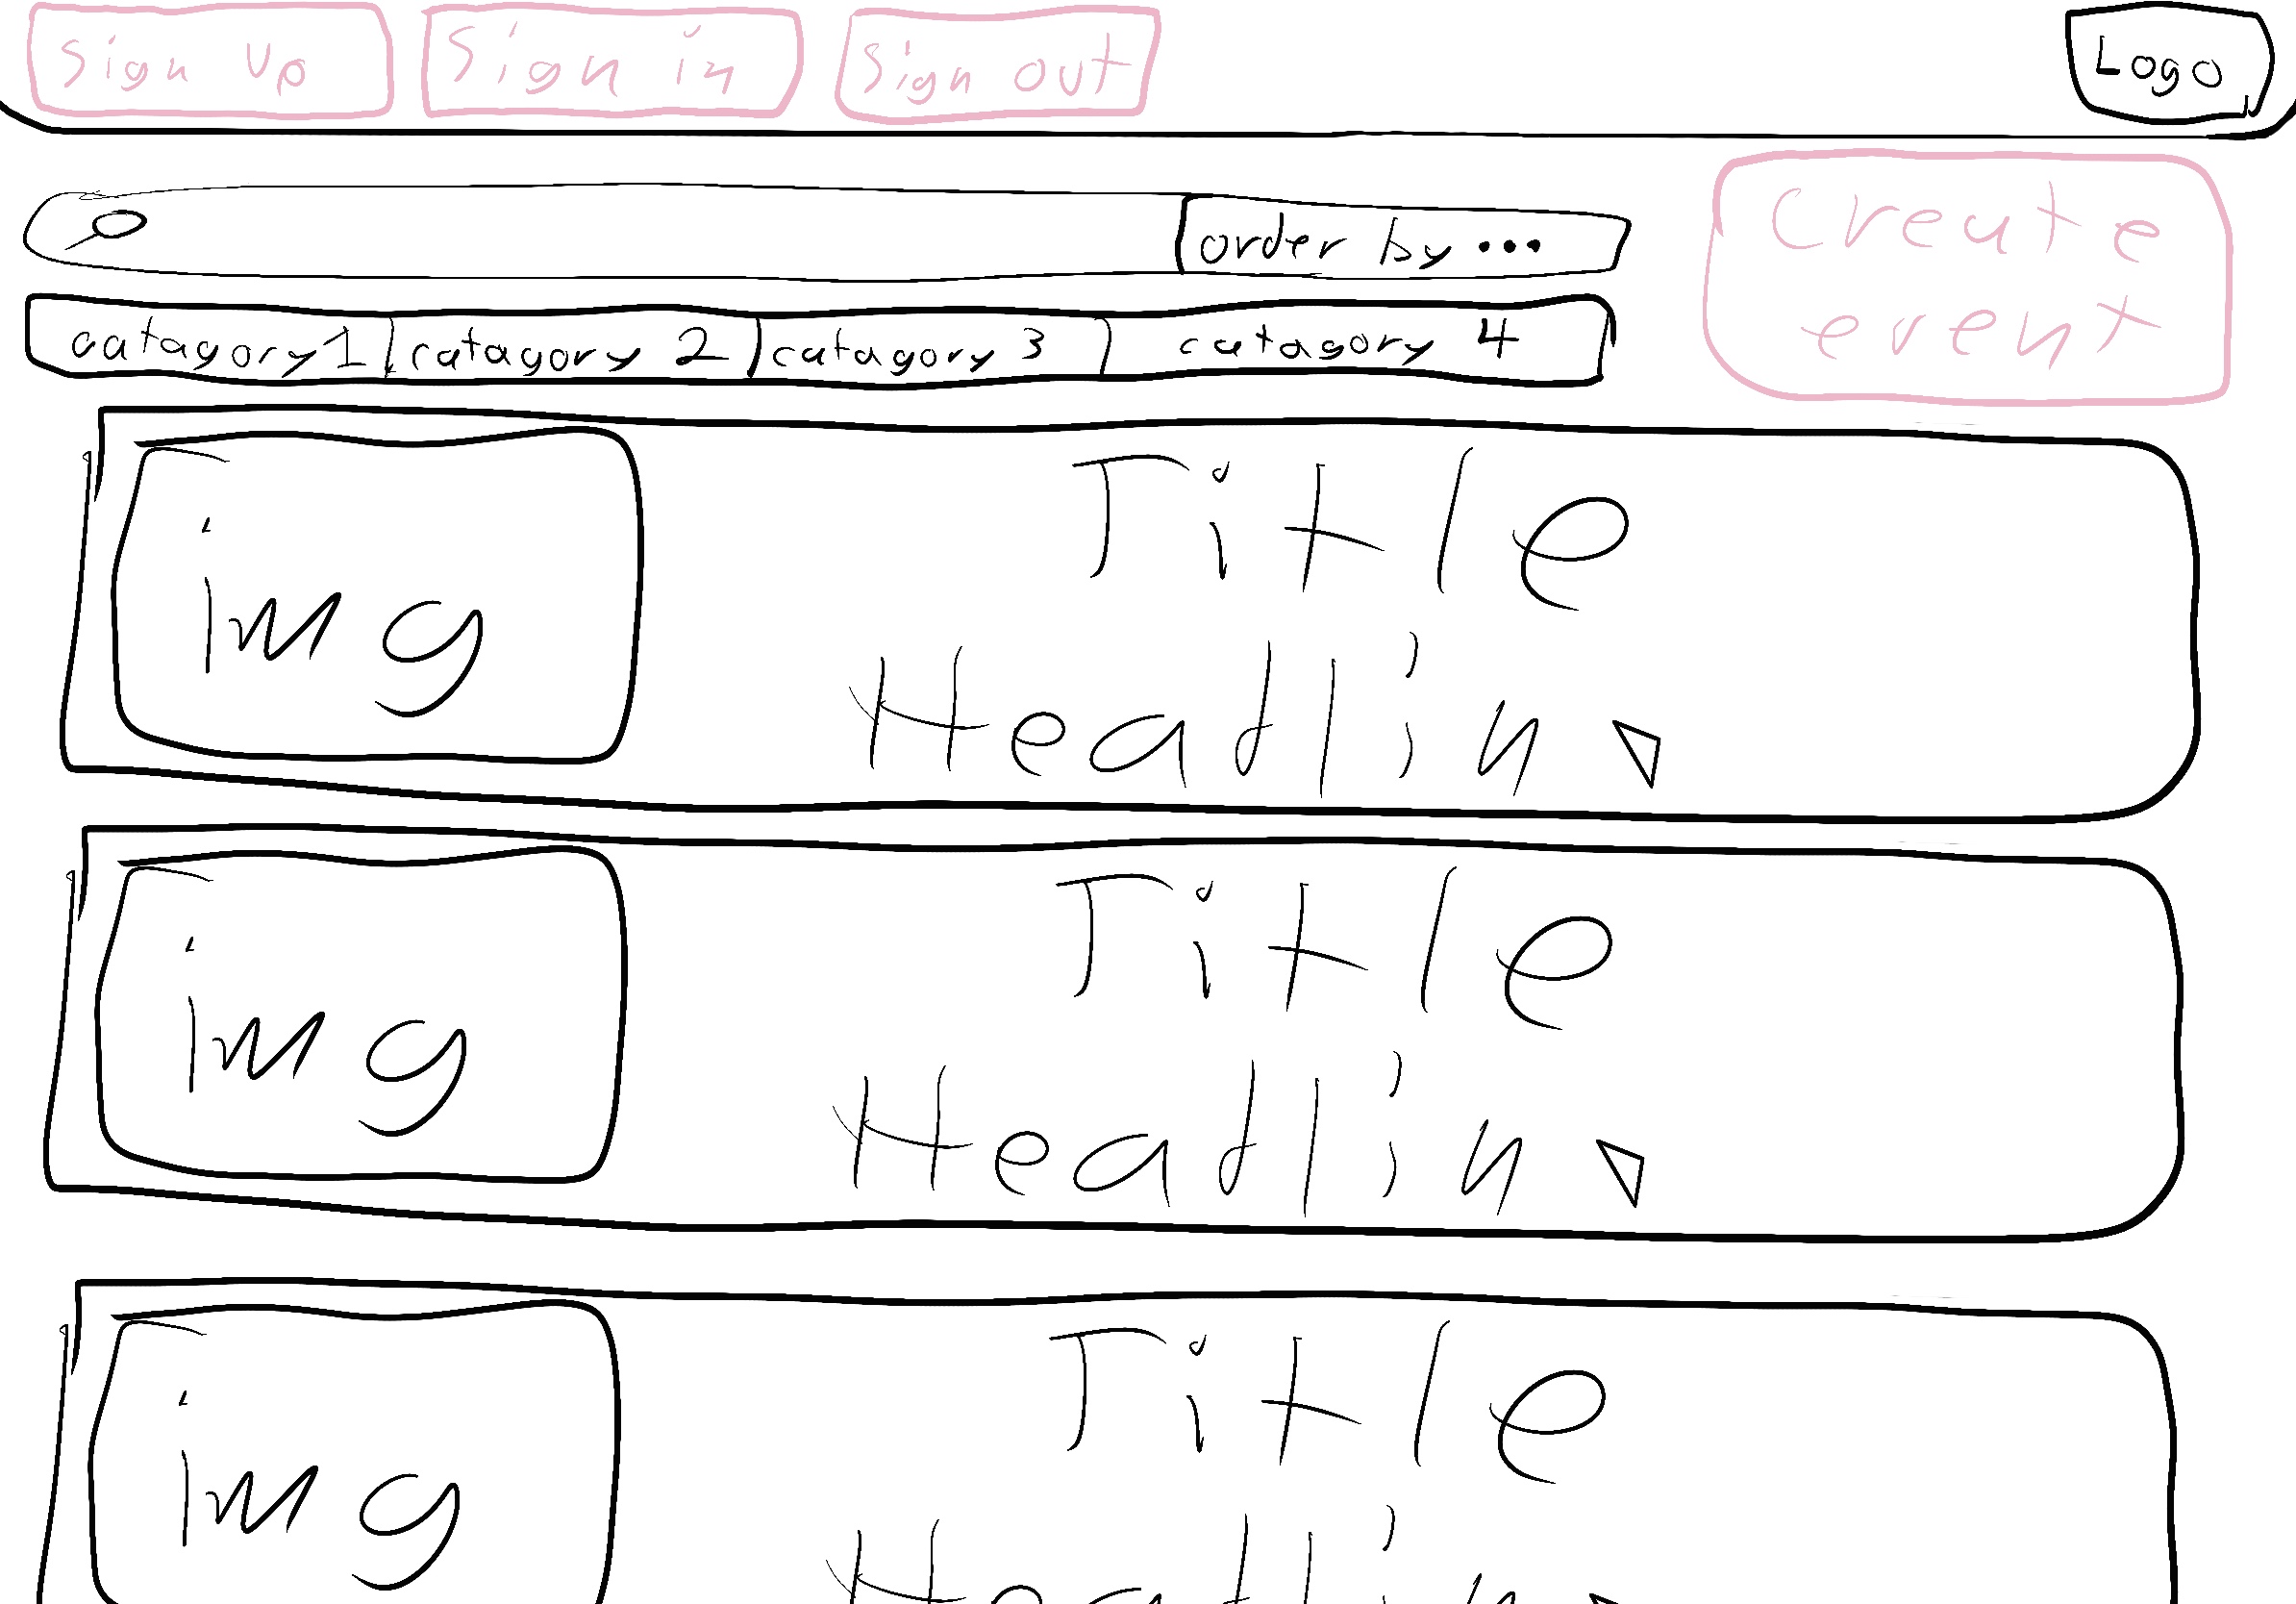 Sign Up Sign in Sign out Logo
order by ...
Create
event
catagory 1 catagory 2 catagory 3 catagory 4
Title
img
Headline
Title
img
Headline
Title
img
Headline